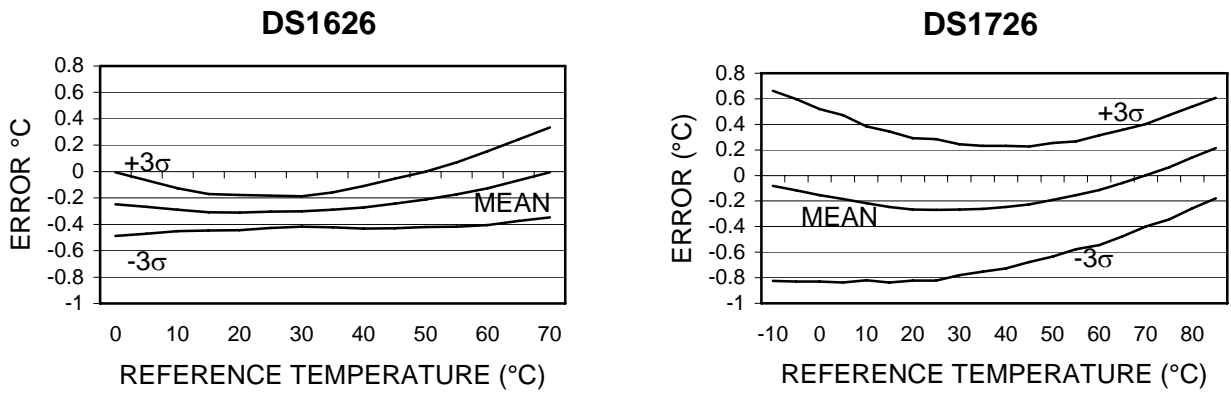 DS1626
0.8
0.6
0.4
0.2
0
-0.2
-0.4
-0.6
-0.8
-1
ERROR °C
+3σ
MEAN
-3σ
0 10 20 30 40 50 60 70
REFERENCE TEMPERATURE (°C)
DS1726
0.8
0.6
0.4
0.2
0
-0.2
-0.4
-0.6
-0.8
-1
ERROR (°C)
+3σ
MEAN
-3σ
-10 0 10 20 30 40 50 60 70 80
REFERENCE TEMPERATURE (°C)